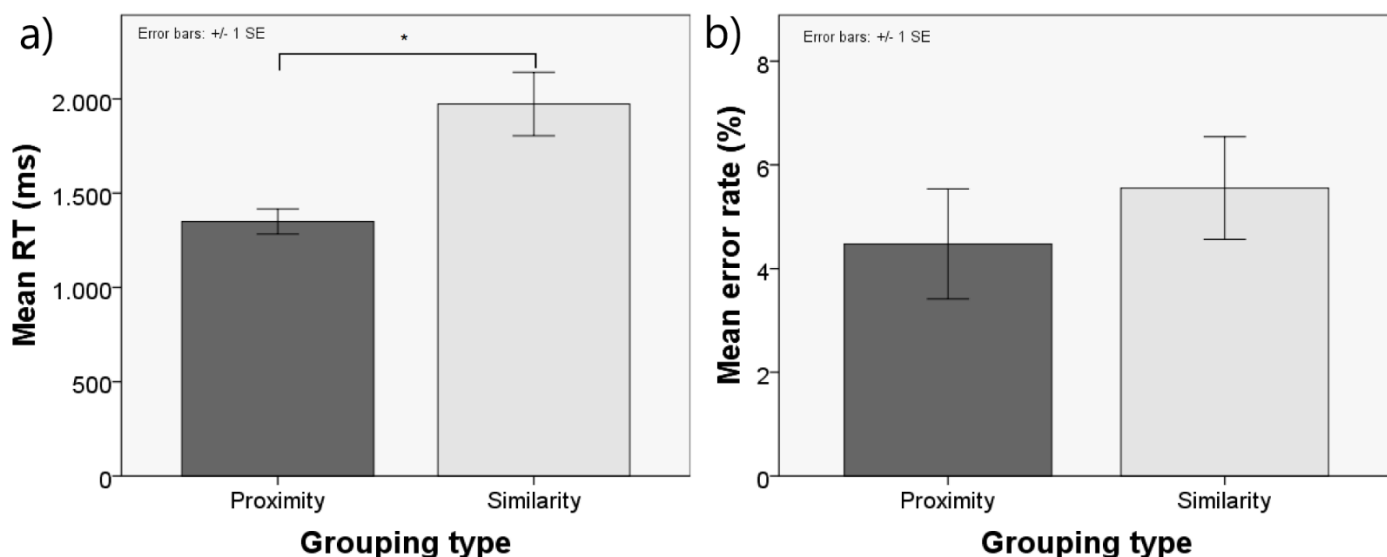 a)
Error bars: +/- 1 SE
*
Mean RT (ms)
2.000
1.500
1.000
500
0
Proximity Similarity
Grouping type
b)
Error bars: +/- 1 SE
Mean error rate (%)
8
6
4
2
0
Proximity Similarity
Grouping type